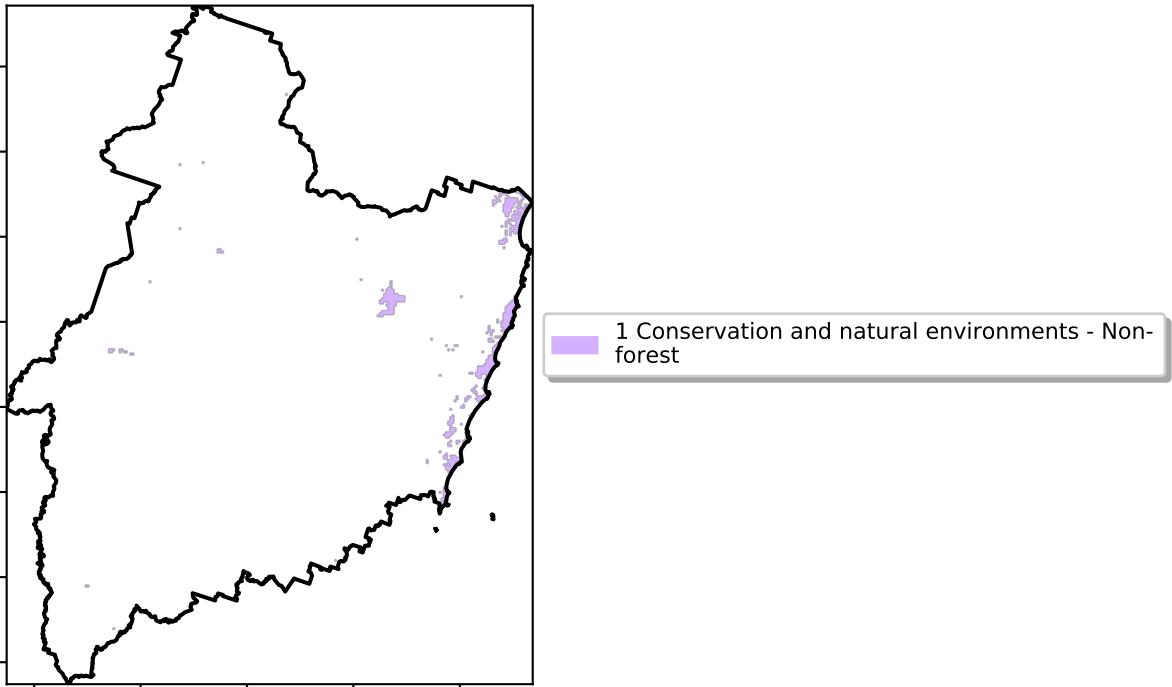 1 Conservation and natural environments - Non-
forest